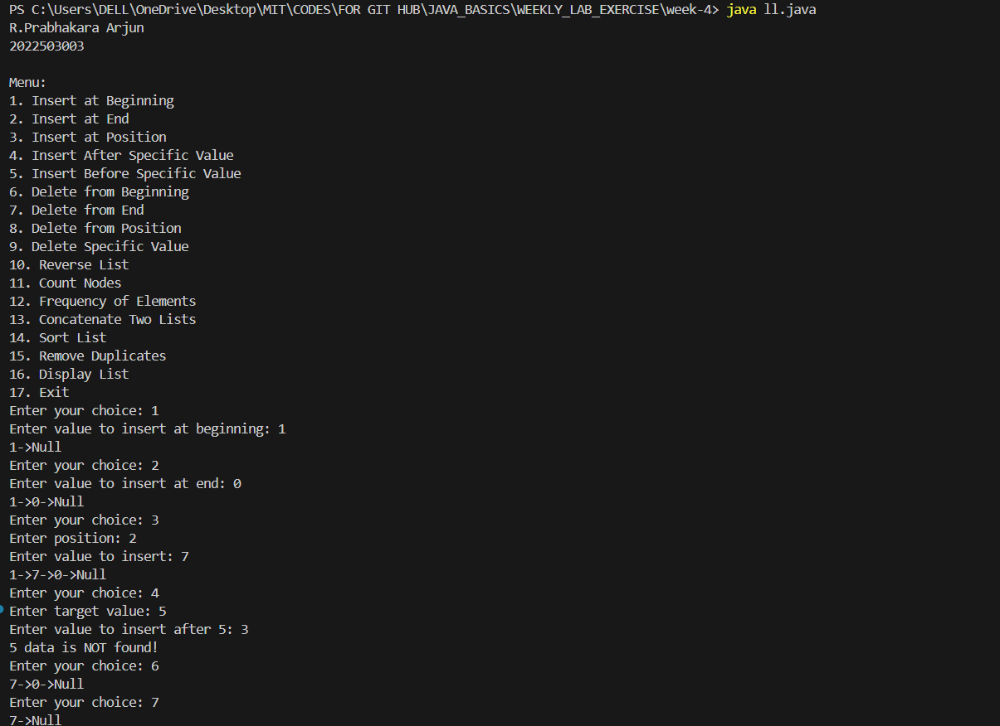 PS C:\Users\DELL\OneDrive\Desktop\MIT\CODES\FOR GIT HUB\JAVA_BASICS\WEEKLY_LAB_EXERCISE\week-4> java ll.java
R.Prabhakara Arjun
2022503003

Menu:
1. Insert at Beginning
2. Insert at End
3. Insert at Position
4. Insert After Specific Value
5. Insert Before Specific Value
6. Delete from Beginning
7. Delete from End
8. Delete from Position
9. Delete Specific Value
10. Reverse List
11. Count Nodes
12. Frequency of Elements
13. Concatenate Two Lists
14. Sort List
15. Remove Duplicates
16. Display List
17. Exit
Enter your choice: 1
Enter value to insert at beginning: 1
1->Null
Enter your choice: 2
Enter value to insert at end: 0
1->0->Null
Enter your choice: 3
Enter position: 2
Enter value to insert: 7
1->7->0->Null
Enter your choice: 4
Enter target value: 5
Enter value to insert after 5: 3
5 data is NOT found!
Enter your choice: 6
7->0->Null
Enter your choice: 7
7->Null